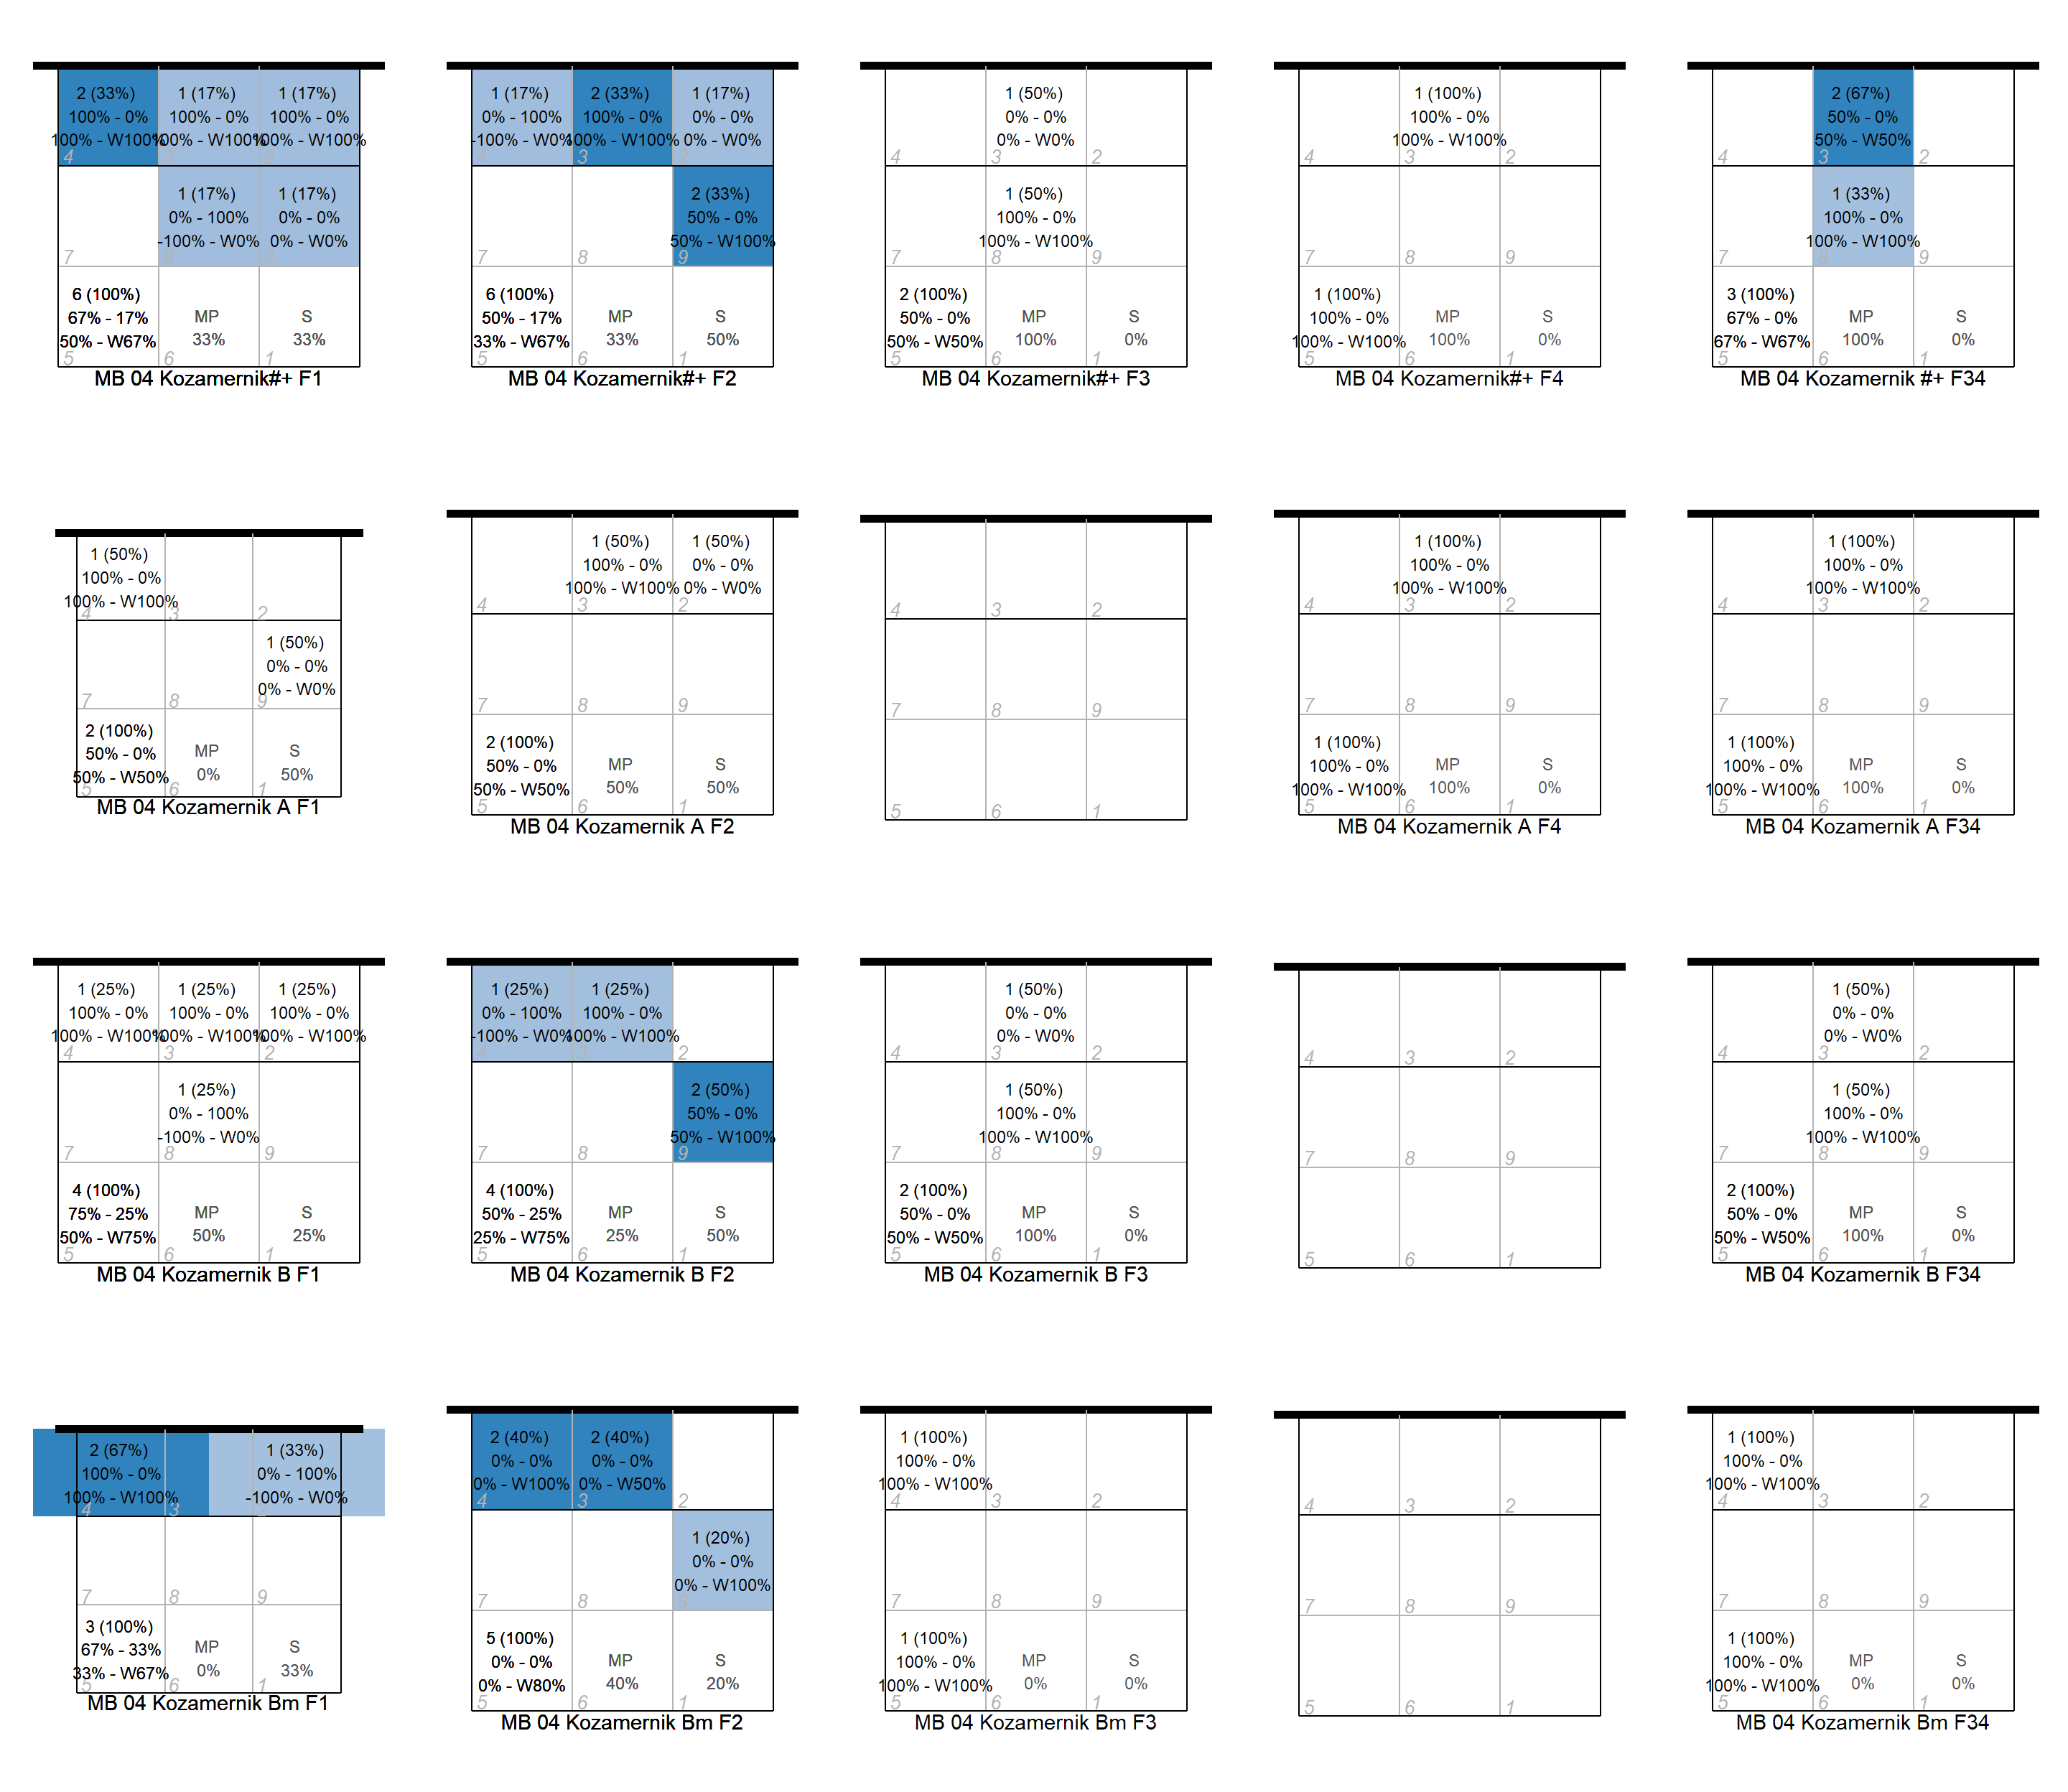 2 (33%)
100% - 0%
100% - W100%
4
1 (17%)
100% - 0%
100% - W100%
1 (17%)
100% - 0%
100% - W100%
2
7
1 (17%)
0% - 100%
-100% - W0%
8
1 (17%)
0% - 0%
0% - W0%
9
6 (100%)
67% - 17%
50% - W67%
5
MP
33%
6
S
33%
1
MB 04 Kozamernik#+ F1
1 (17%)
0% - 100%
-100% - W0%
4
2 (33%)
100% - 0%
100% - W100%
3
1 (17%)
0% - 0%
0% - W0%
2
7
8
2 (33%)
50% - 0%
50% - W100%
9
6 (100%)
50% - 17%
33% - W67%
5
MP
33%
6
S
50%
1
MB 04 Kozamernik#+ F2
4
1 (50%)
0% - 0%
0% - W0%
3
2
7
1 (50%)
100% - 0%
100% - W100%
8
9
2 (100%)
50% - 0%
50% - W50%
5
MP
100%
6
S
0%
1
MB 04 Kozamernik#+ F3
4
1 (100%)
100% - 0%
100% - W100%
3
2
7
8
9
1 (100%)
100% - 0%
100% - W100%
5
MP
100%
6
S
0%
1
MB 04 Kozamernik#+ F4
4
2 (67%)
50% - 0%
50% - W50%
3
2
7
1 (33%)
100% - 0%
100% - W100%
8
9
3 (100%)
67% - 0%
67% - W67%
5
MP
100%
6
S
0%
1
MB 04 Kozamernik #+ F34
1 (50%)
100% - 0%
100% - W100%
4
3
2
7
8
1 (50%)
0% - 0%
0% - W0%
9
2 (100%)
50% - 0%
50% - W50%
5
MP
0%
6
S
50%
1
MB 04 Kozamernik A F1
4
1 (50%)
100% - 0%
100% - W100%
3
1 (50%)
0% - 0%
0% - W0%
2
7
8
9
2 (100%)
50% - 0%
50% - W50%
5
MP
50%
6
S
50%
1
MB 04 Kozamernik A F2
4
3
2
7
8
9
5
6
1
4
1 (100%)
100% - 0%
100% - W100%
3
2
7
8
9
1 (100%)
100% - 0%
100% - W100%
5
MP
100%
6
S
0%
1
MB 04 Kozamernik A F4
4
1 (100%)
100% - 0%
100% - W100%
3
2
7
8
9
1 (100%)
100% - 0%
100% - W100%
5
MP
100%
6
S
0%
1
MB 04 Kozamernik A F34
1 (25%)
100% - 0%
100% - W100%
4
1 (25%)
100% - 0%
100% - W100%
3
1 (25%)
100% - 0%
100% - W100%
2
7
1 (25%)
0% - 100%
-100% - W0%
8
9
4 (100%)
75% - 25%
50% - W75%
5
MP
50%
6
S
25%
1
MB 04 Kozamernik B F1
1 (25%)
0% - 100%
-100% - W0%
4
1 (25%)
100% - 0%
100% - W100%
3
2
7
8
2 (50%)
50% - 0%
50% - W100%
9
4 (100%)
50% - 25%
25% - W75%
5
MP
25%
6
S
50%
1
MB 04 Kozamernik B F2
4
1 (50%)
0% - 0%
0% - W0%
3
2
7
1 (50%)
100% - 0%
100% - W100%
8
9
2 (100%)
50% - 0%
50% - W50%
5
MP
100%
6
S
0%
1
MB 04 Kozamernik B F3
4
3
2
7
8
9
5
6
1
4
1 (50%)
0% - 0%
0% - W0%
3
2
7
1 (50%)
100% - 0%
100% - W100%
8
9
2 (100%)
50% - 0%
50% - W50%
5
MP
100%
6
S
0%
1
MB 04 Kozamernik B F34
2 (67%)
100% - 0%
100% - W100%
4
3
1 (33%)
0% - 100%
-100% - W0%
7
8
9
3 (100%)
67% - 33%
33% - W67%
5
MP
0%
6
S
33%
1
MB 04 Kozamernik Bm F1
2 (40%)
0% - 0%
0% - W100%
4
2 (40%)
0% - 0%
0% - W50%
3
2
7
8
1 (20%)
0% - 0%
0% - W100%
9
5 (100%)
0% - 0%
0% - W80%
5
MP
40%
6
S
20%
1
MB 04 Kozamernik Bm F2
1 (100%)
100% - 0%
100% - W100%
4
3
2
7
8
9
1 (100%)
100% - 0%
100% - W100%
5
MP
0%
6
S
0%
1
MB 04 Kozamernik Bm F3
4
3
2
7
8
9
5
6
1
1 (100%)
100% - 0%
100% - W100%
4
3
2
7
8
9
1 (100%)
100% - 0%
100% - W100%
5
MP
0%
6
S
0%
1
MB 04 Kozamernik Bm F34